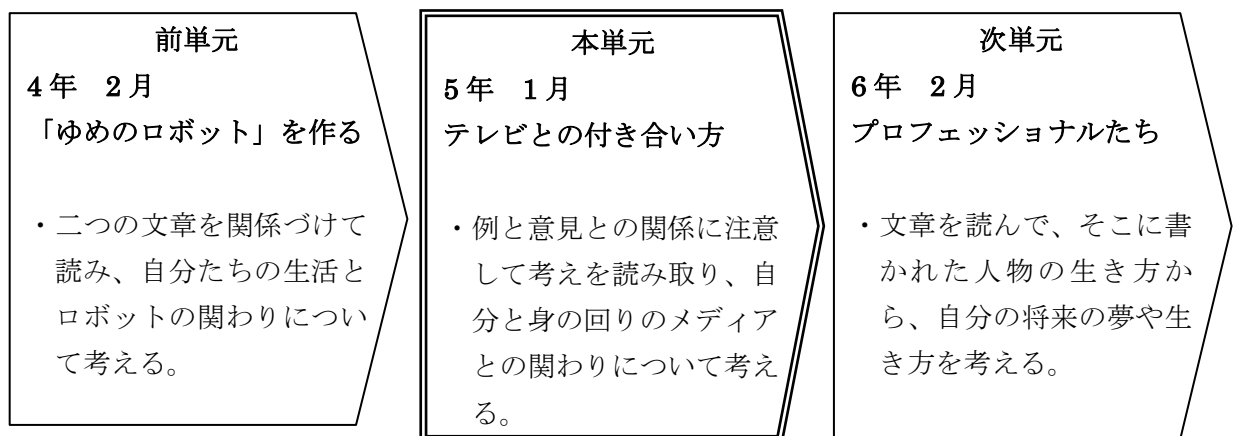 前単元
4年 2月
「ゆめのロボット」を作る
・二つの文章を関係づけて
読み、自分たちの生活と
ロボットの関わりについ
て考える。
本単元
5年 1月
テレビとの付き合い方
・例と意見との関係に注意
して考えを読み取り、自
分と身の回りのメディア
との関わりについて考え
る。
次単元
6年 2月
プロフェッショナルたち
・文章を読んで、そこに書
かれた人物の生き方か
ら、自分の将来の夢や生
き方を考える。